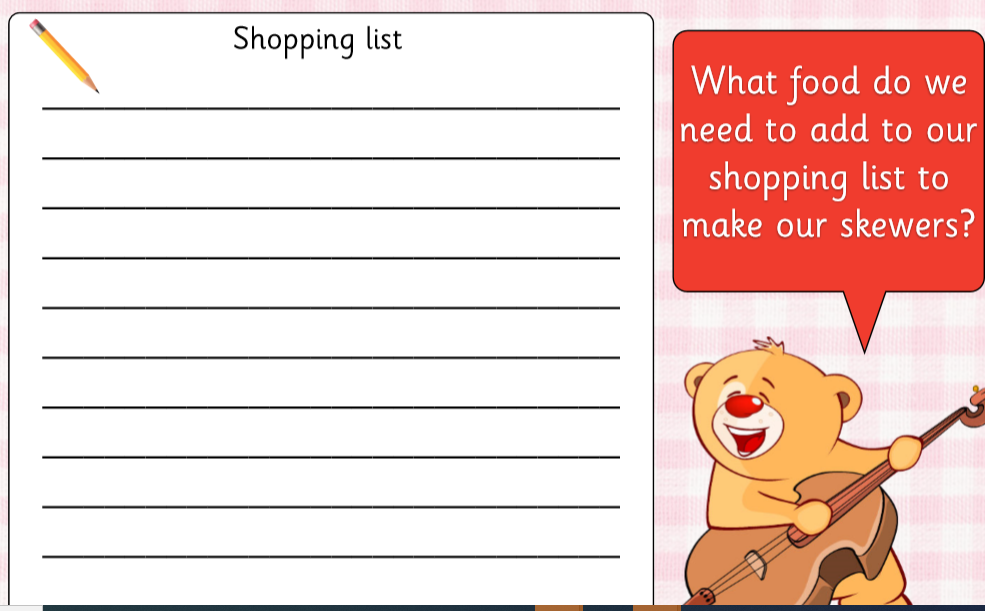 Shopping list
What food do we
need to add to our
shopping list to
make our skewers?